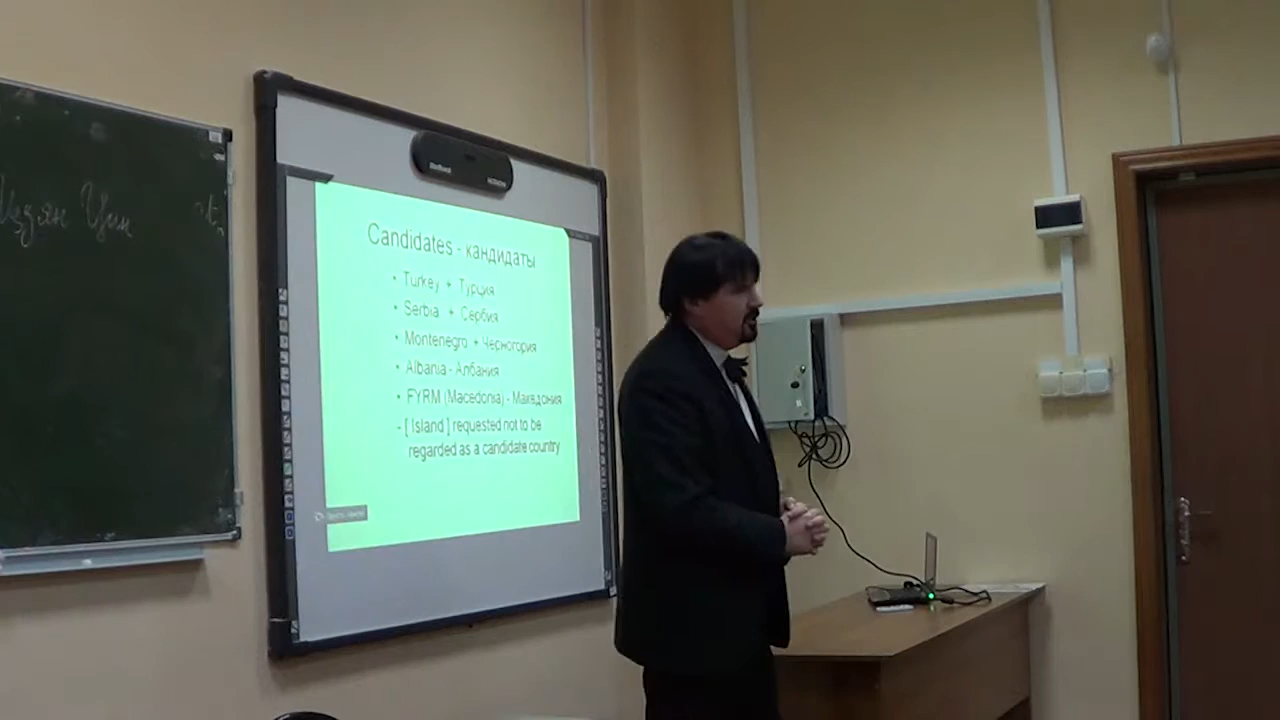 Candidates - кандидаты
• Turkey + Турция
• Serbia + Сербия
• Montenegro + Черногория
• Albania - Албания
• FYRM (Macedonia) - Македония
- [ Island ] requested not to be
regarded as a candidate country